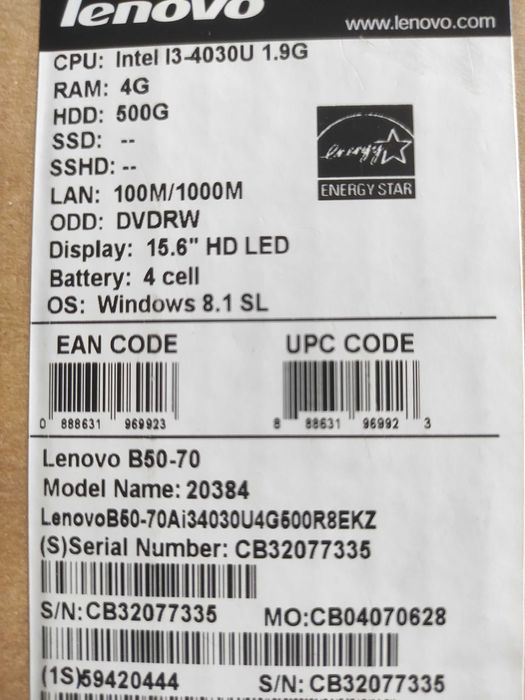 lenovo
www.lenovo.com
CPU: Intel I3-4030U 1.9G
RAM: 4G
HDD: 500G
SSD: --
SSHD: --
LAN: 100M/1000M
ODD: DVDRW
Display: 15.6" HD LED
Battery: 4 cell
OS: Windows 8.1 SL
energy
ENERGY STAR
EAN CODE
0 888631 969923
UPC CODE
8 88631 96992 3
Lenovo B50-70
Model Name: 20384
LenovoB50-70Ai34030U4G500R8EKZ
(S)Serial Number: CB32077335
S/N:CB32077335 MO:CB04070628
(1S)59420444 S/N: CB32077335